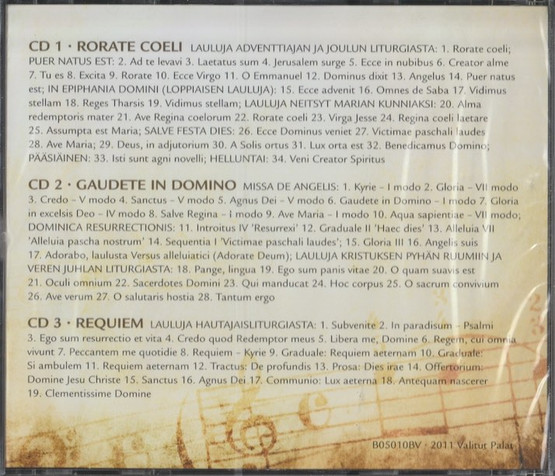 CD 1 • RORATE COELI LAULUJA ADVENTTIAJAN JA JOULUN LITURGIASTA: 1. Rorate coeli;
PUER NATUS EST: 2. Ad te levavi 3. Laetatus sum 4. Jerusalem surge 5. Ecce in nubibus 6. Creator alme
7. Tu es 8. Excita 9. Rorate 10. Ecce Virgo 11. O Emmanuel 12. Dominus dixit 13. Angelus 14. Puer natus
est; IN EPIPHANIA DOMINI (LOPPIAISEN LAULUJA): 15. Ecce advenit 16. Omnes de Saba 17. Vidimus
stellam 18. Reges Tharsis 19. Vidimus stellam; LAULUJA NEITSYT MARIAN KUNNIAKSI: 20. Alma
redemptoris mater 21. Ave Regina coelorum 22. Rorate coeli 23. Virga Jesse 24. Regina coeli laetare
25. Assumpta est Maria; SALVE FESTA DIES: 26. Ecce Dominus veniet 27. Victimae paschali laudes
28. Ave Maria; 29. Deus, in adjutorium 30. A Solis ortus 31. Lux orta est 32. Benedicamus Domino;
PÄÄSIÄINEN: 33. Isti sunt agni novelli; HELLUNTAI: 34. Veni Creator Spiritus
CD 2 • GAUDETE IN DOMINO MISSA DE ANGELIS: 1. Kyrie - I modo 2. Gloria - VII modo
3. Credo - V modo 4. Sanctus - V modo 5. Agnus Dei - V modo 6. Gaudete in Domino - I modo 7. Gloria
in excelsis Deo - IV modo 8. Salve Regina - I modo 9. Ave Maria - I modo 10. Aqua sapientiae - VII modo;
DOMINICA RESURRECTIONIS: 11. Introitus IV 'Resurrexi' 12. Graduale II 'Haec dies' 13. Alleluia VII
'Alleluia pascha nostrum' 14. Sequentia I 'Victimae paschali laudes'; 15. Gloria III 16. Angelis suis
17. Adorabo, laulusta Versus alleluiatici (Adorate Deum); LAULUJA KRISTUKSEN PYHÄN RUUMIIN JA
VEREN JUHLAN LITURGIASTA: 18. Pange, lingua 19. Ego sum panis vitae 20. O quam suavis est
21. Oculi omnium 22. Sacerdotes Domini 23. Qui manducat 24. Hoc corpus 25. O sacrum convivium
26. Ave verum 27. O salutaris hostia 28. Tantum ergo
CD 3 • REQUIEM LAULUJA HAUTAJAISLITURGIASTA: 1. Subvenite 2. In paradisum - Psalmi
3. Ego sum resurrectio et vita 4. Credo quod Redemptor meus 5. Libera me, Domine 6. Regem, cui omnia
vivunt 7. Peccantem me quotidie 8. Requiem - Kyrie 9. Graduale: Requiem aeternam 10. Graduale:
Si ambulem 11. Requiem aeternam 12. Tractus: De profundis 13. Prosa: Dies irae 14. Offertorium:
Domine Jesu Christe 15. Sanctus 16. Agnus Dei 17. Communio: Lux aeterna 18. Antequam nascerer
19. Clementissime Domine
B05010BV - 2011 Valitut Palat